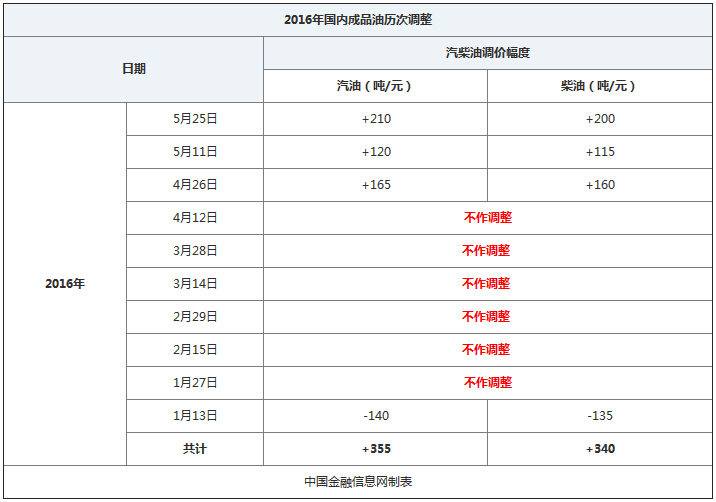 2016年国内成品油历次调整
日期
汽柴油调价幅度
汽油（吨/元） 柴油（吨/元）
2016年
5月25日 +210 +200
5月11日 +120 +115
4月26日 +165 +160
4月12日 不作调整
3月28日 不作调整
3月14日 不作调整
2月29日 不作调整
2月15日 不作调整
1月27日 不作调整
1月13日 -140 -135
共计 +355 +340
中国金融信息网制表